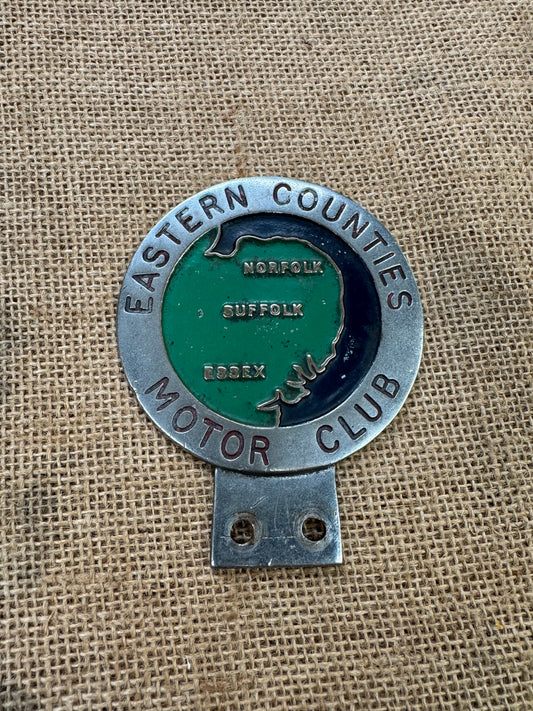 EASTERN COUNTIES
NORFOLK
SUFFOLK
ESSEX
MOTOR CLUB